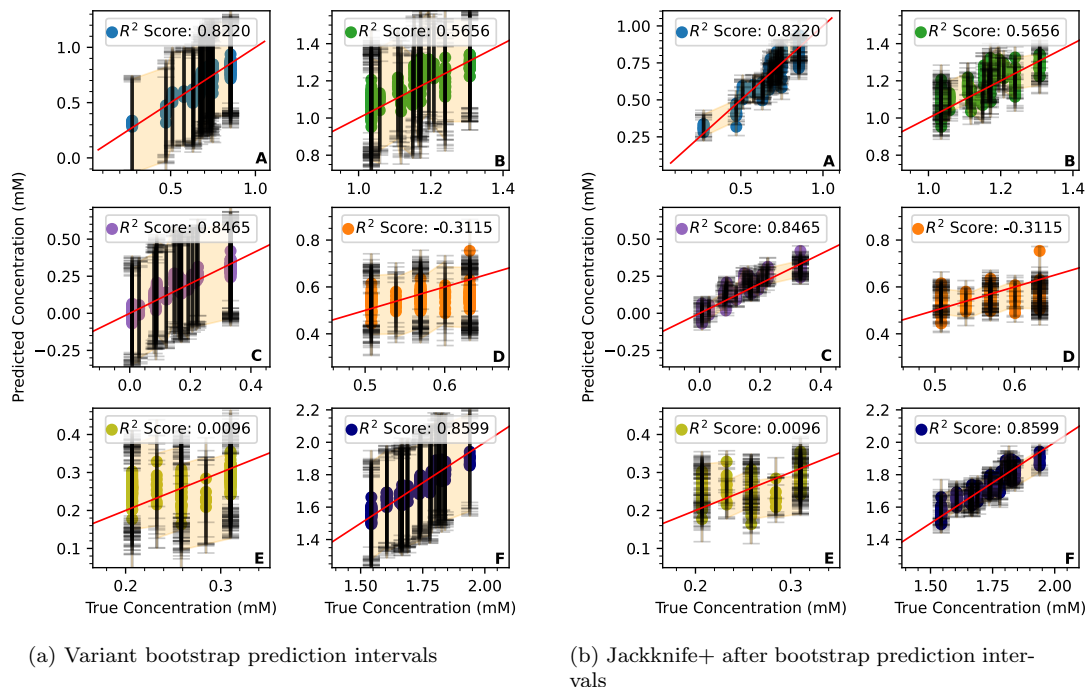 R² Score: 0.8220
1.0
0.5
0.0
A
0.5 1.0
R² Score: 0.5656
1.4
1.2
1.0
0.8
B
1.0 1.2 1.4
R² Score: 0.8465
0.50
0.25
0.00
−0.25
C
0.0 0.2 0.4
R² Score: -0.3115
0.8
0.6
0.4
D
0.5 0.6
R² Score: 0.0096
0.4
0.3
0.2
0.1
E
0.2 0.3
R² Score: 0.8599
2.2
2.0
1.8
1.6
1.4
F
1.50 1.75 2.00
Predicted Concentration (mM)
True Concentration (mM) True Concentration (mM)
(a) Variant bootstrap prediction intervals
R² Score: 0.8220
1.00
0.75
0.50
0.25
A
0.5 1.0
R² Score: 0.5656
1.4
1.2
1.0
0.8
B
1.0 1.2 1.4
R² Score: 0.8465
0.50
0.25
0.00
−0.25
C
0.0 0.2 0.4
R² Score: -0.3115
0.8
0.6
0.4
D
0.5 0.6
R² Score: 0.0096
0.4
0.3
0.2
0.1
E
0.2 0.3
R² Score: 0.8599
2.2
2.0
1.8
1.6
1.4
F
1.50 1.75 2.00
Predicted Concentration (mM)
True Concentration (mM) True Concentration (mM)
(b) Jackknife+ after bootstrap prediction inter-
vals